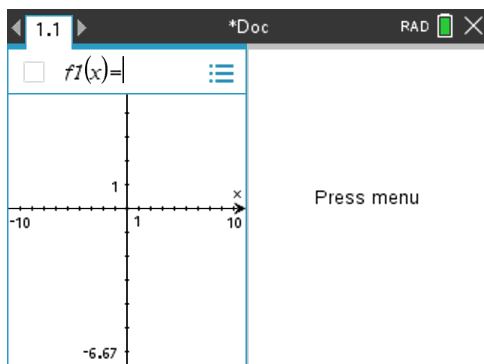 1.1 *Doc RAD
f1(x)=
1 x
-10 1 10
Press menu
-6.67